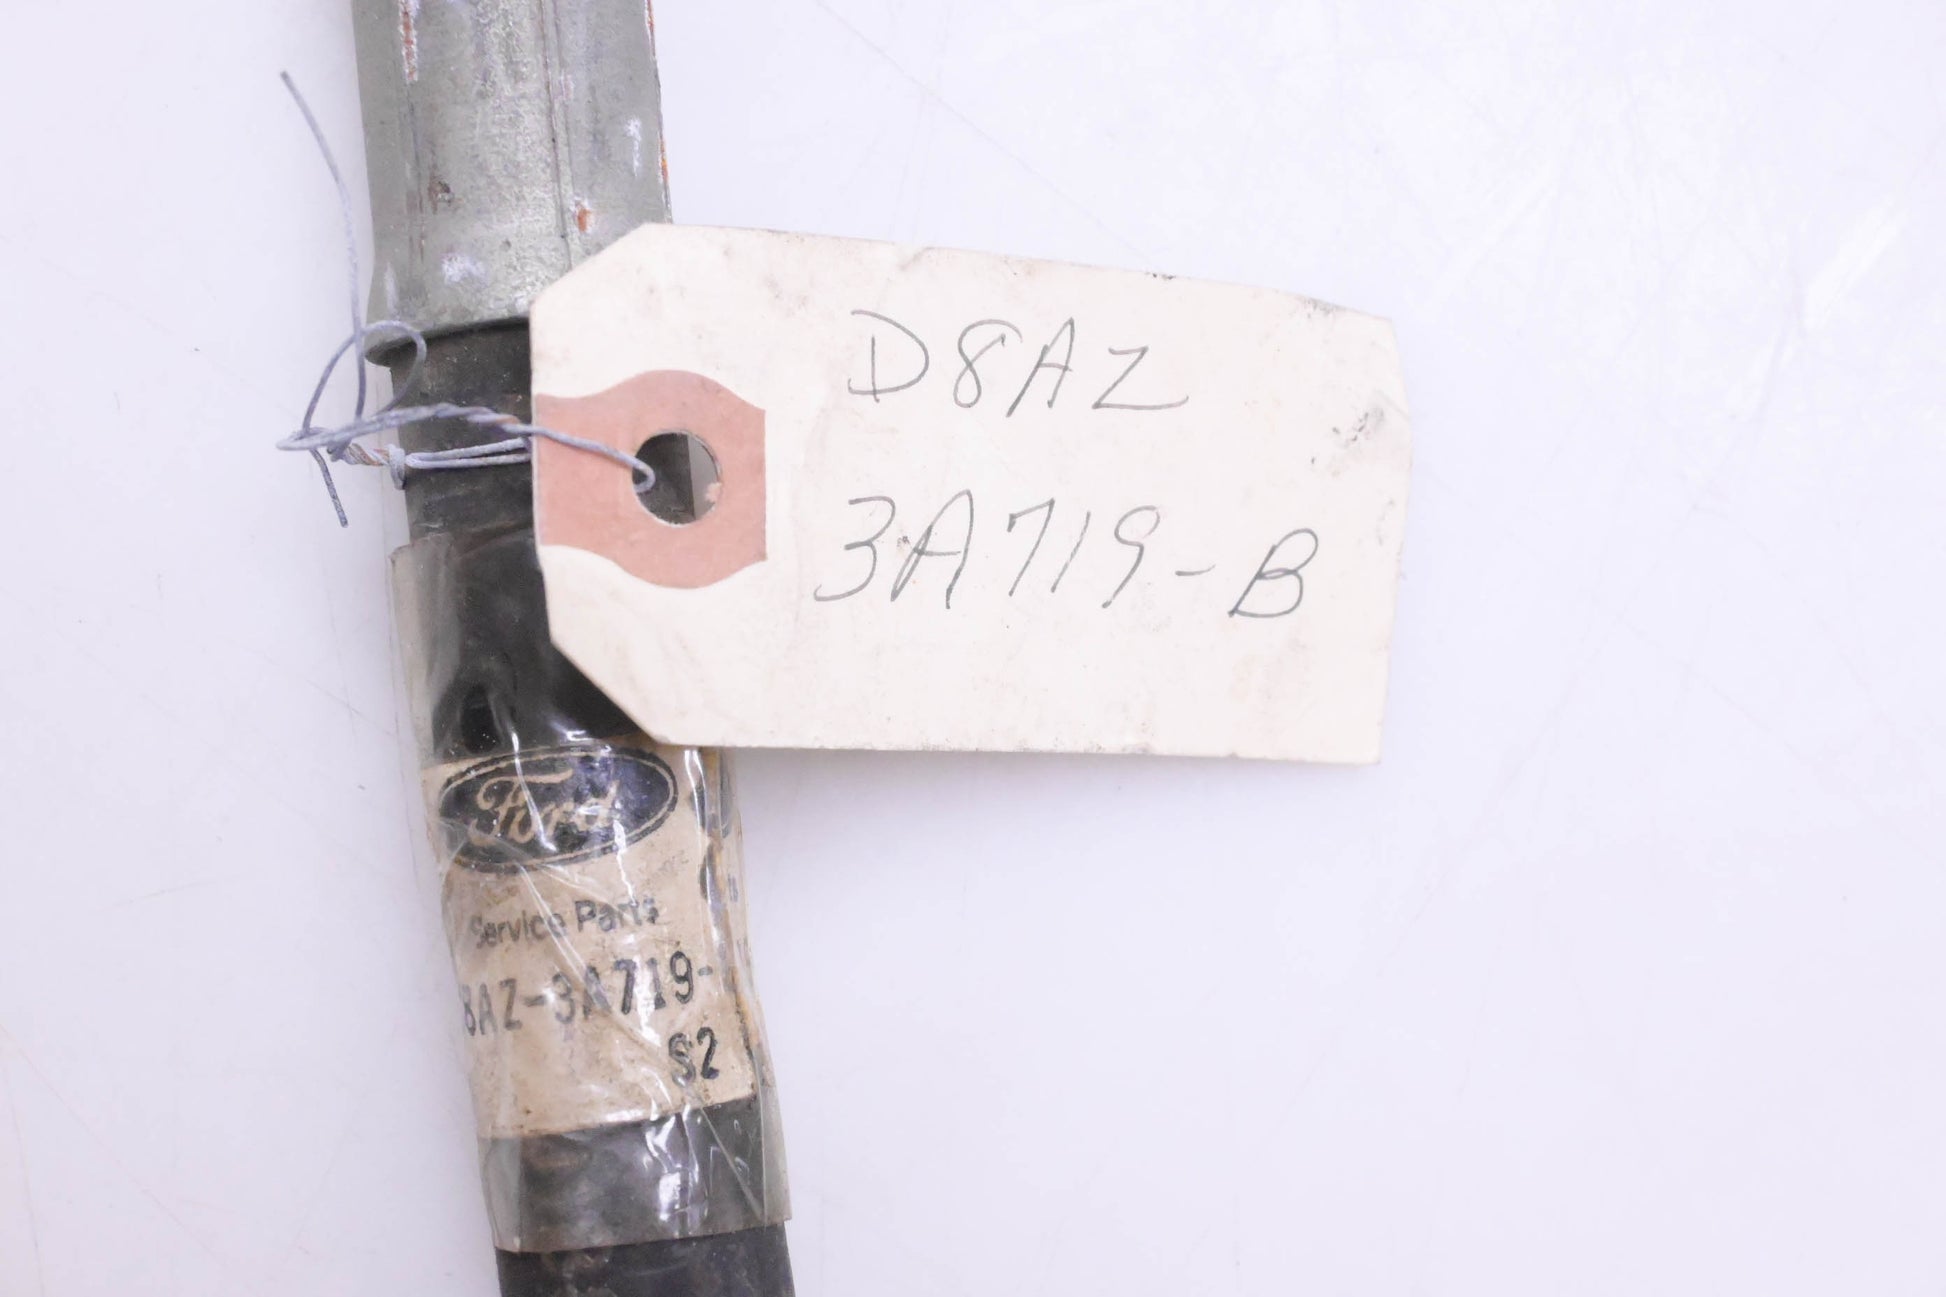 D8AZ
3A719-B
Ford
Service Parts
8AZ-3A719-
S2